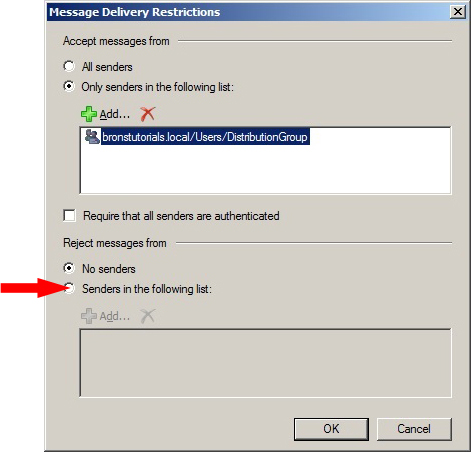 Message Delivery Restrictions
Accept messages from
All senders
Only senders in the following list:
Add...
bronstutorials.local/Users/DistributionGroup
Require that all senders are authenticated
Reject messages from
No senders
Senders in the following list:
Add...
OK
Cancel